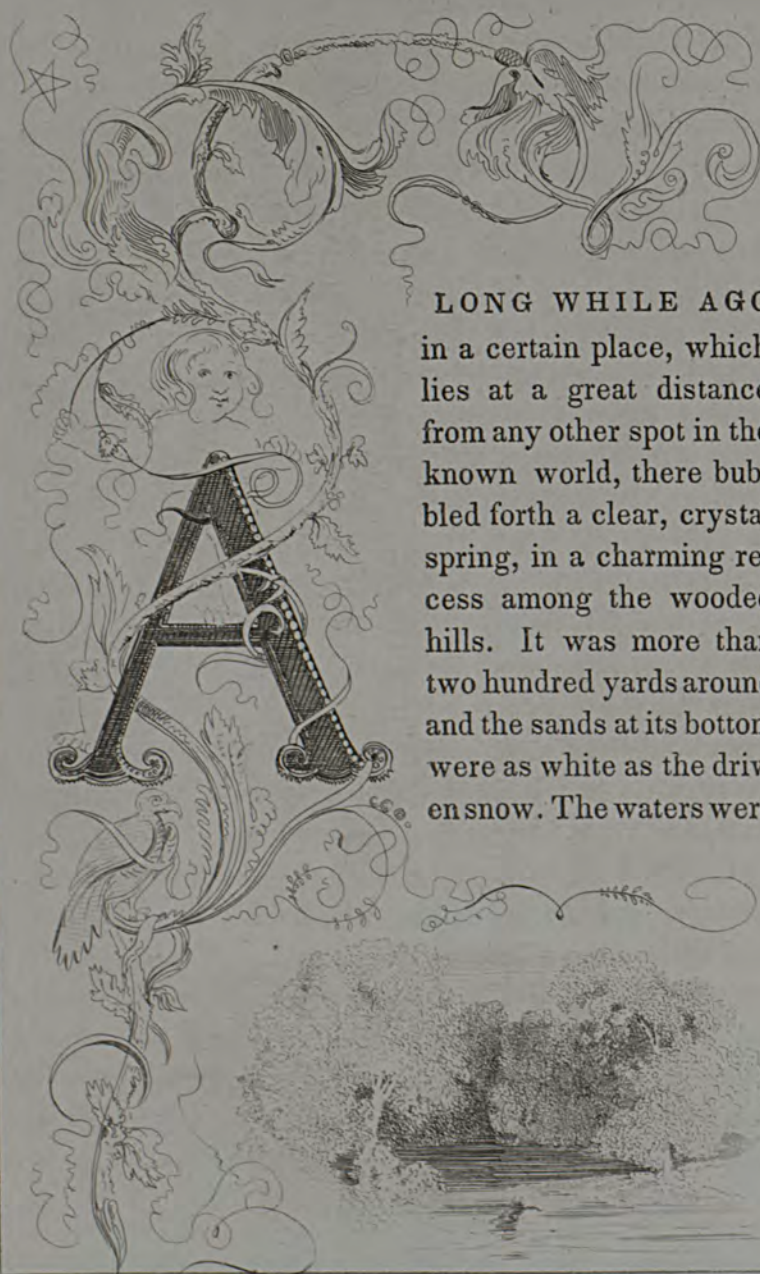 A
LONG WHILE AGO
in a certain place, which
lies at a great distance
from any other spot in the
known world, there bub
bled forth a clear, crysta
spring, in a charming re
cess among the wooded
hills. It was more than
two hundred yards around
and the sands at its bottom
were as white as the driv
en snow. The waters were